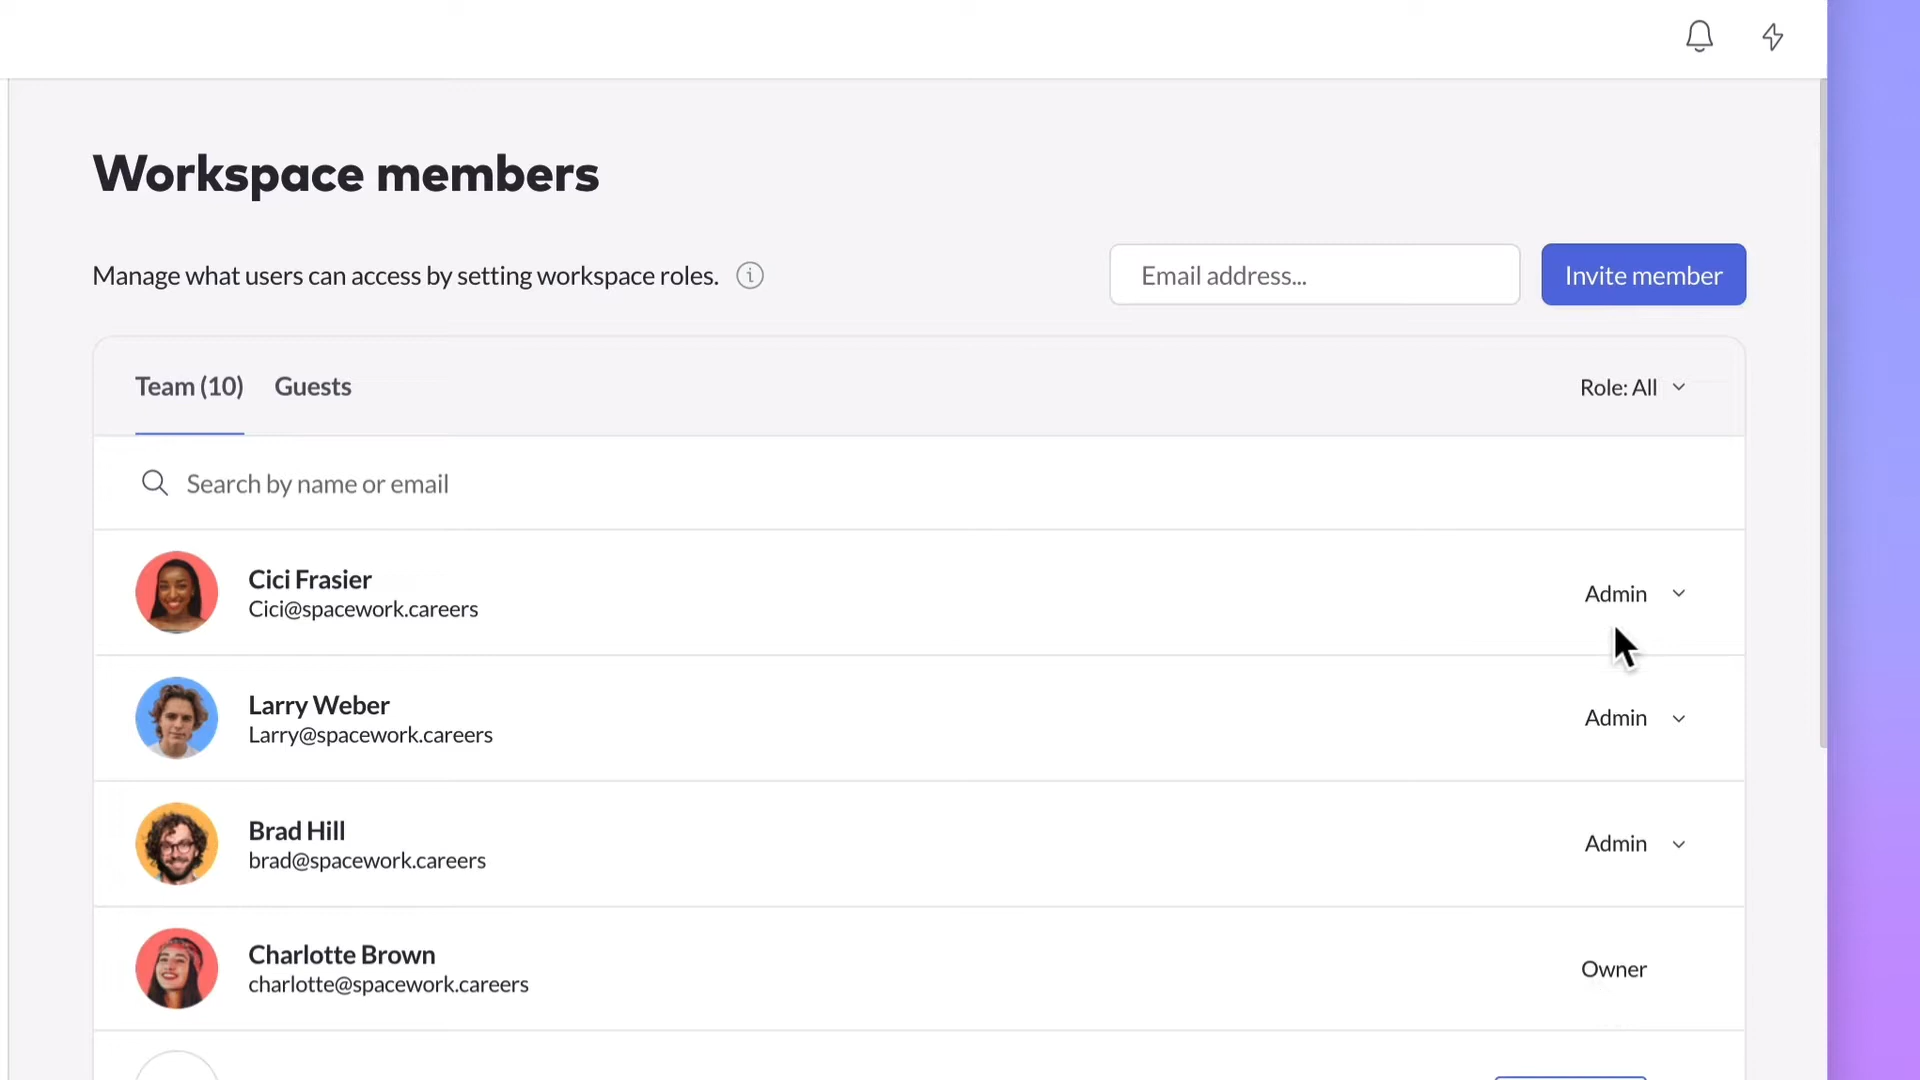 Workspace members
Manage what users can access by setting workspace roles.
Email address...
Invite member
Team (10)
Guests
Role: All
Search by name or email
Cici Frasier
Cici@spacework.careers
Admin
Larry Weber
Larry@spacework.careers
Admin
Brad Hill
brad@spacework.careers
Admin
Charlotte Brown
charlotte@spacework.careers
Owner